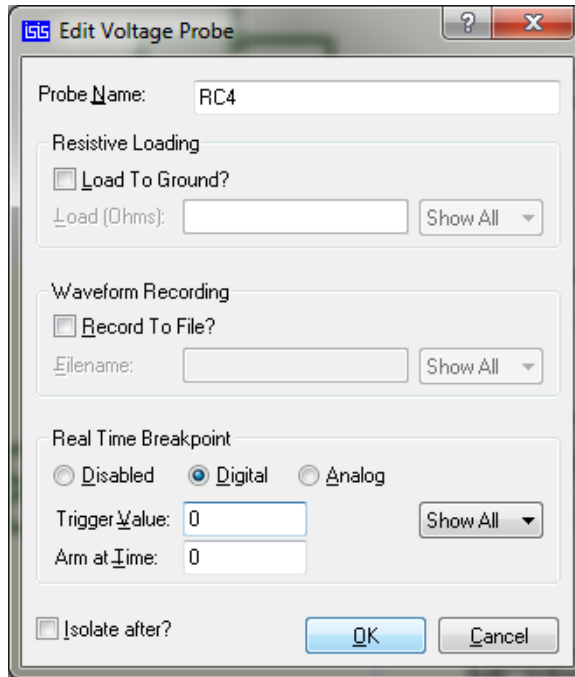 isis Edit Voltage Probe ? X
Probe Name: RC4
Resistive Loading
Load To Ground?
Load (Ohms): Show All
Waveform Recording
Record To File?
Filename: Show All
Real Time Breakpoint
Disabled Digital Analog
Trigger Value: 0 Show All
Arm at Time: 0
Isolate after? OK Cancel